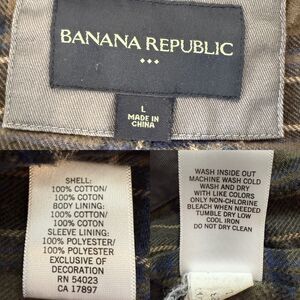 BANANA REPUBLIC
L
MADE IN
CHINA
SHELL:
100% COTTON/
100% COTON
BODY LINING:
100% COTTON/
100% COTON
SLEEVE LINING:
100% POLYESTER/
100% POLYESTER
EXCLUSIVE OF
DECORATION
RN 54023
CA 17897
WASH INSIDE OUT
MACHINE WASH COLD
WASH AND DRY
WITH LIKE COLORS
ONLY NON-CHLORINE
BLEACH WHEN NEEDED
TUMBLE DRY LOW
COOL IRON
DO NOT DRY CLEAN